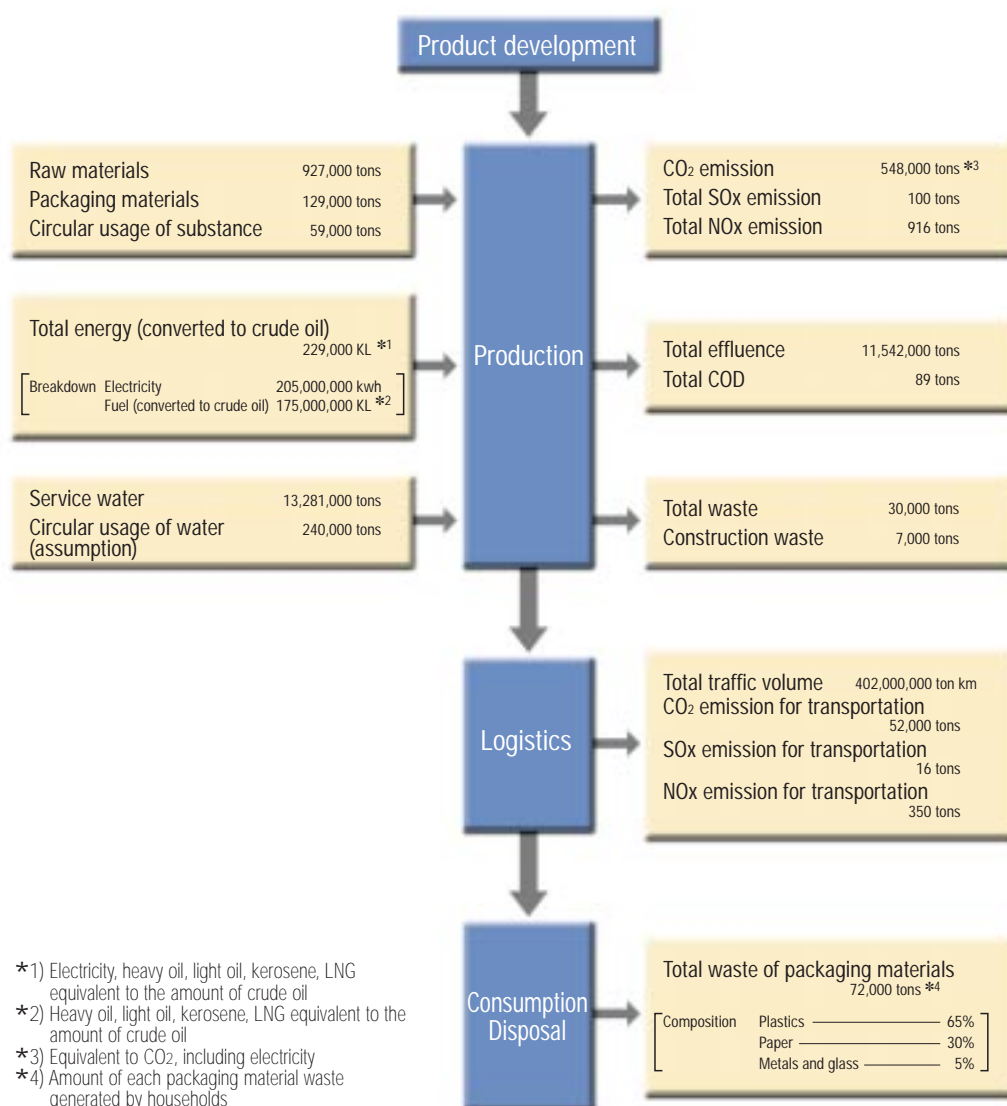 Product development
Raw materials 927,000 tons
Packaging materials 129,000 tons
Circular usage of substance 59,000 tons
Total energy (converted to crude oil)
229,000 KL *1
Breakdown Electricity 205,000,000 kwh
Fuel (converted to crude oil) 175,000,000 KL *2
Service water 13,281,000 tons
Circular usage of water 240,000 tons
(assumption)
Production
CO2 emission 548,000 tons *3
Total SOx emission 100 tons
Total NOx emission 916 tons
Total effluence 11,542,000 tons
Total COD 89 tons
Total waste 30,000 tons
Construction waste 7,000 tons
Logistics
Total traffic volume 402,000,000 ton km
CO2 emission for transportation
52,000 tons
SOx emission for transportation
16 tons
NOx emission for transportation
350 tons
Consumption
Disposal
Total waste of packaging materials
72,000 tons *4
Composition Plastics 65%
Paper 30%
Metals and glass 5%
*1) Electricity, heavy oil, light oil, kerosene, LNG
equivalent to the amount of crude oil
*2) Heavy oil, light oil, kerosene, LNG equivalent to the
amount of crude oil
*3) Equivalent to CO2, including electricity
*4) Amount of each packaging material waste
generated by households